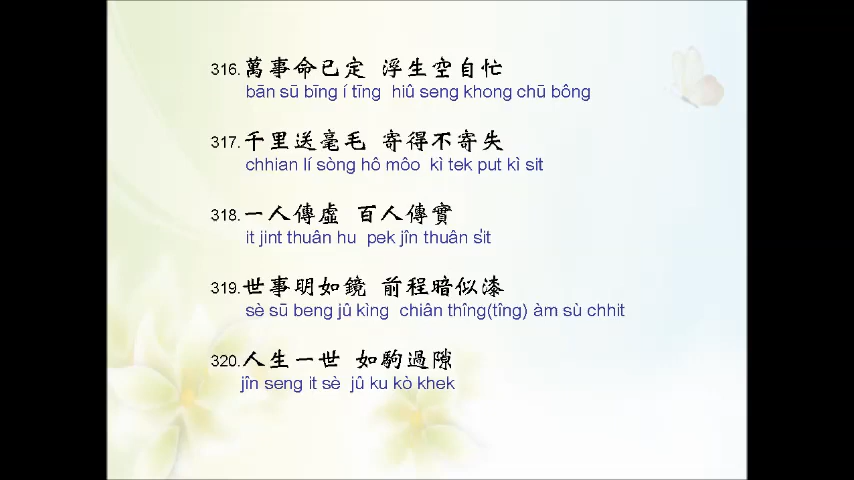 316.萬事命已定 浮生空自忙
bān sū bīng í tīng hiû seng khong chū bông
317.千里送毫毛 寄得不寄失
chhian lí sòng hô môo kì tek put kì sit
318.一人傳虛 百人傳實
it jint thuân hu pek jîn thuân si̍t
319.世事明如鏡 前程暗似漆
sè sū beng jû kìng chiân thîng(tîng) àm sù chhit
320.人生一世 如駒過隙
jîn seng it sè jû ku kò khek